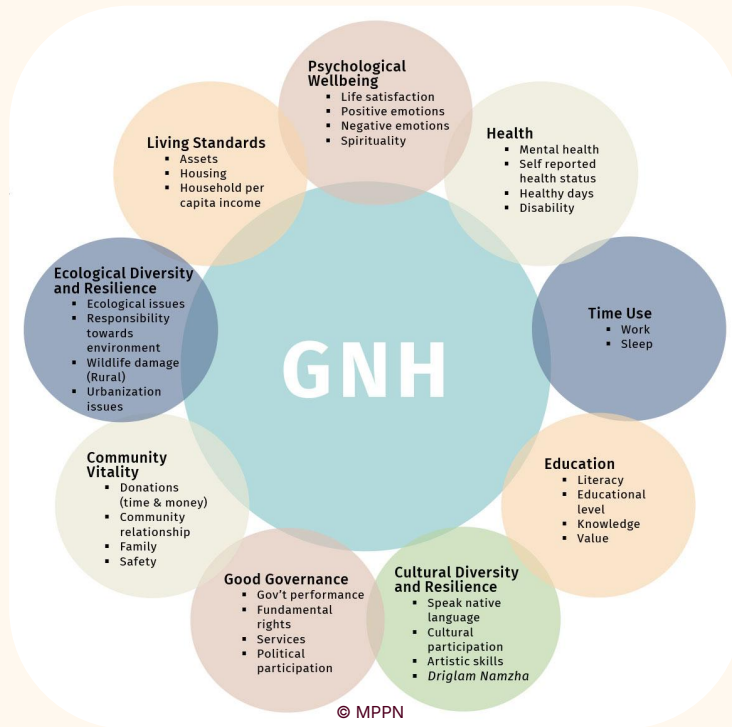 Psychological
Wellbeing
▪ Life satisfaction
▪ Positive emotions
▪ Negative emotions
▪ Spirituality
Health
▪ Mental health
▪ Self reported
health status
▪ Healthy days
▪ Disability
Time Use
▪ Work
▪ Sleep
Education
▪ Literacy
▪ Educational
level
▪ Knowledge
▪ Value
Cultural Diversity
and Resilience
▪ Speak native
language
▪ Cultural
participation
▪ Artistic skills
▪ Driglam Namzha
Good Governance
▪ Gov't performance
▪ Fundamental
rights
▪ Services
▪ Political
participation
Community
Vitality
▪ Donations
(time & money)
▪ Community
relationship
▪ Family
▪ Safety
Ecological Diversity
and Resilience
▪ Ecological issues
▪ Responsibility
towards
environment
▪ Wildlife damage
(Rural)
▪ Urbanization
issues
Living Standards
▪ Assets
▪ Housing
▪ Household per
capita income
GNH
© MPPN